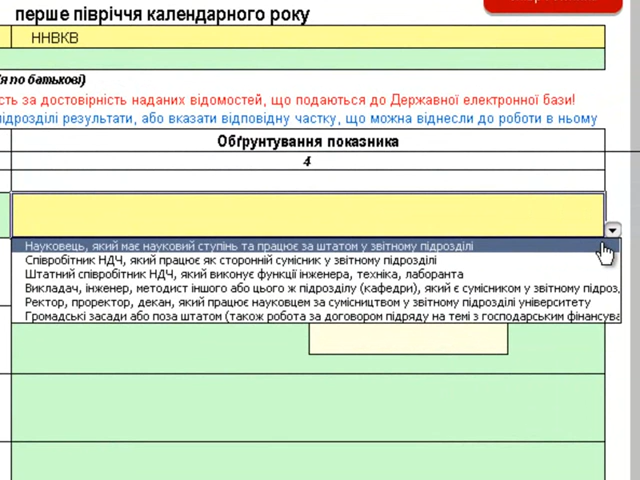 перше півріччя календарного року
ННВКВ
я по батькові)
сть за достовірність наданих відомостей, що подаються до Державної електронної бази!
підрозділі результати, або вказати відповідну частку, що можна віднесли до роботи в ньому
Обґрунтування показника
4
Науковець, який має науковий ступінь та працює за штатом у звітному підрозділі
Співробітник НДЧ, який працює як сторонній сумісник у звітному підрозділі
Штатний співробітник НДЧ, який виконує функції інженера, техніка, лаборанта
Викладач, інженер, методист іншого або цього ж підрозділу (кафедри), який є сумісником у звітному підроз,
Ректор, проректор, декан, який працює науковцем за сумісництвом у звітному підрозділі університету
Громадські засади або поза штатом (також робота за договором підряду на темі з господарським фінансува